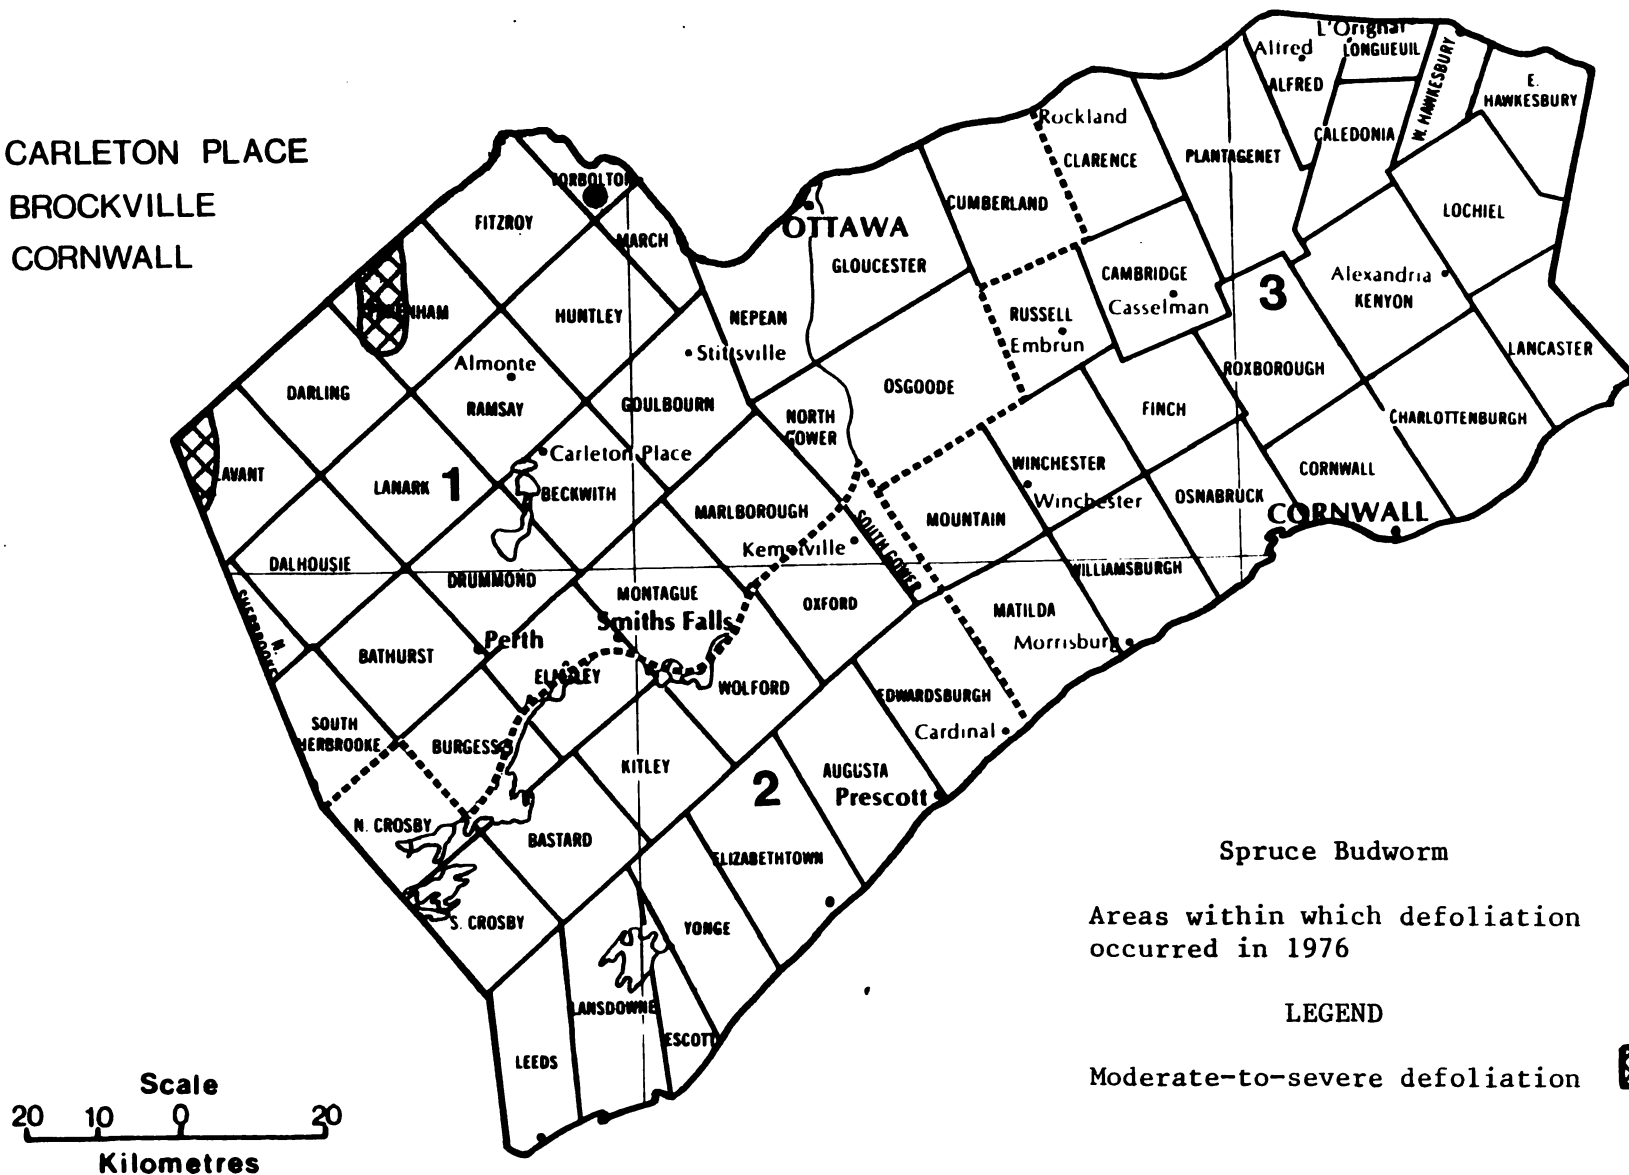 CARLETON PLACE
BROCKVILLE
CORNWALL
L'Orignal
Alfred
LONGUEUIL
ALFRED
W. HAWKESBURY
E.
HAWKESBURY
Rockland
CLARENCE
PLANTAGENET
CALEDONIA
LOCHIEL
FITZROY
MARCH
CUMBERLAND
OTTAWA
GLOUCESTER
CAMBRIDGE
Casselman
3
Alexandria
KENYON
HUNTLEY
NEPEAN
Stittsville
RUSSELL
Embrun
LANCASTER
Almonte
RAMSAY
DARLING
GOULBOURN
NORTH
GOWER
OSGOODE
FINCH
ROXBOROUGH
CHARLOTTENBURGH
LAVANT
LANARK
1
Carleton Place
BECKWITH
MARLBOROUGH
Kemptville
SOUTH GOWER
MOUNTAIN
WINCHESTER
Winchester
OSNABRUCK
CORNWALL
CORNWALL
DALHOUSIE
DRUMMOND
MONTAGUE
Smiths Falls
OXFORD
WILLIAMSBURGH
MATILDA
Morrisburg
N.
SHERBROOKE
BATHURST
Perth
ELMSLEY
WOLFORD
EDWARDSBURGH
Cardinal
SOUTH
SHERBROOKE
BURGESS
KITLEY
2
AUGUSTA
Prescott
N. CROSBY
BASTARD
ELIZABETHTOWN
S. CROSBY
YONGE
LANSDOWNE
ESCOTT
LEEDS
Spruce Budworm
Areas within which defoliation
occurred in 1976
LEGEND
Moderate-to-severe defoliation
Scale
20 10 0 20
Kilometres